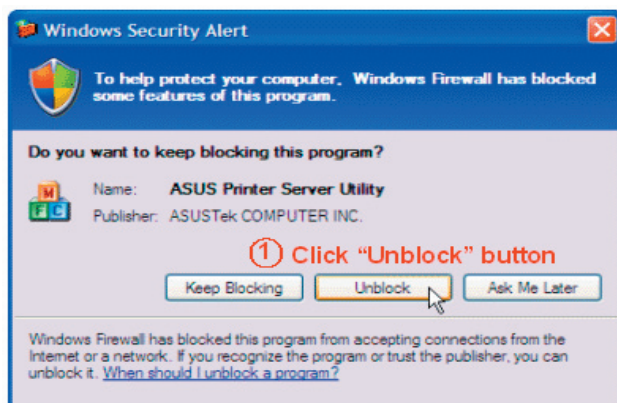 Windows Security Alert
To help protect your computer, Windows Firewall has blocked
some features of this program.
Do you want to keep blocking this program?
M
F C
Name: ASUS Printer Server Utility
Publisher: ASUSTek COMPUTER INC.
1 Click “Unblock” button
Keep Blocking Unblock Ask Me Later
Windows Firewall has blocked this program from accepting connections from the
Internet or a network. If you recognize the program or trust the publisher, you can
unblock it. When should I unblock a program?